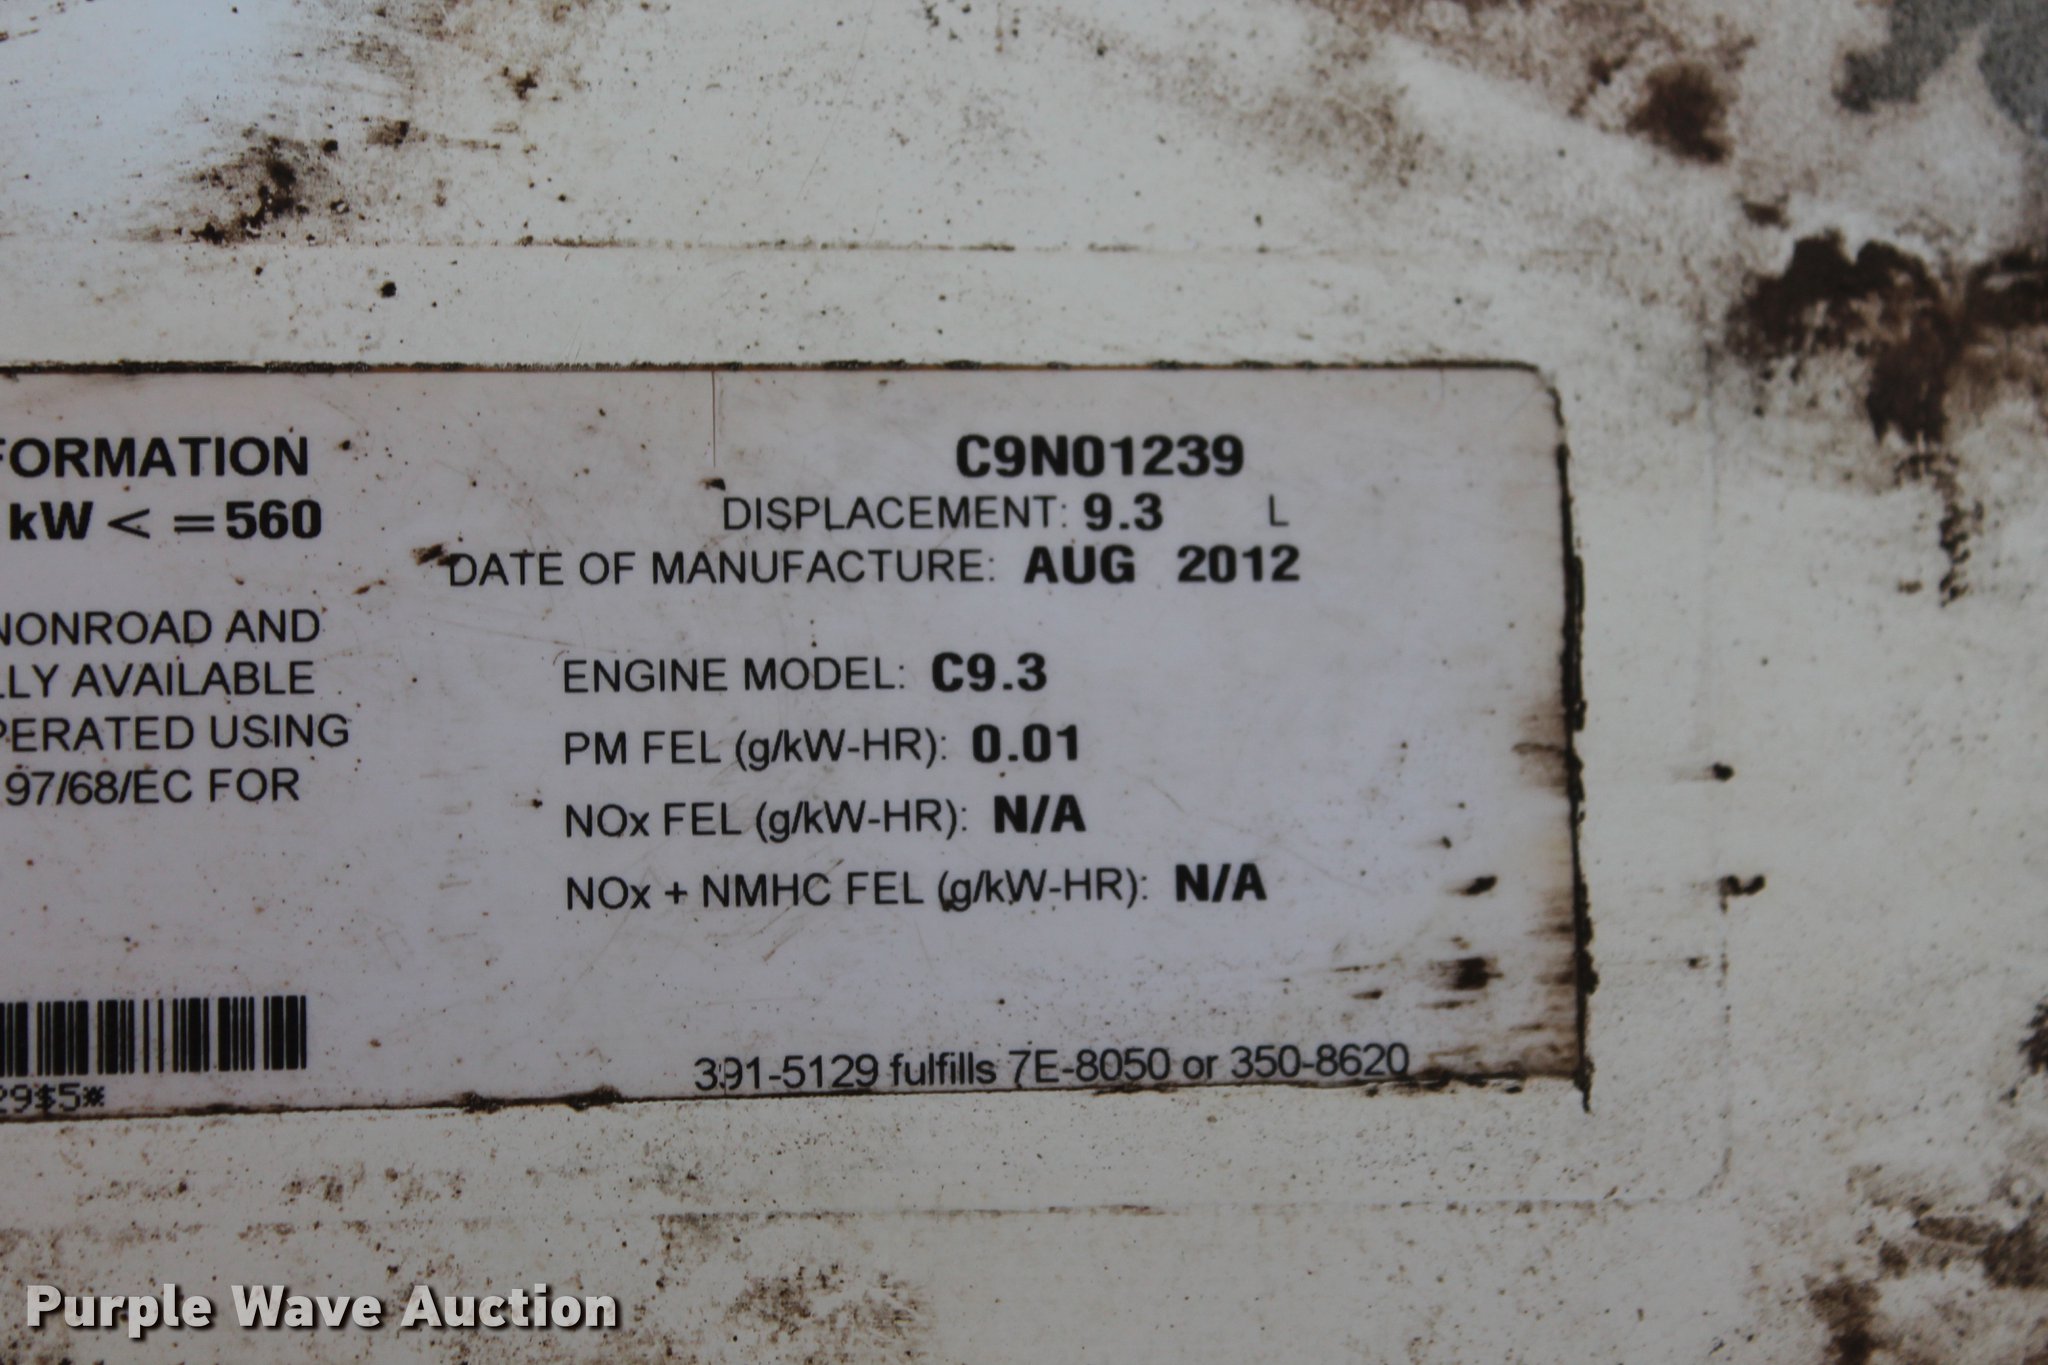 FORMATION
kW < =560
NONROAD AND
LLY AVAILABLE
PERATED USING
97/68/EC FOR
29$5*
C9N01239
DISPLACEMENT: 9.3 L
DATE OF MANUFACTURE: AUG 2012
ENGINE MODEL: C9.3
PM FEL (g/kW-HR): 0.01
NOx FEL (g/kW-HR): N/A
NOx + NMHC FEL (g/kW-HR): N/A
391-5129 fulfills 7E-8050 or 350-8620
Purple Wave Auction